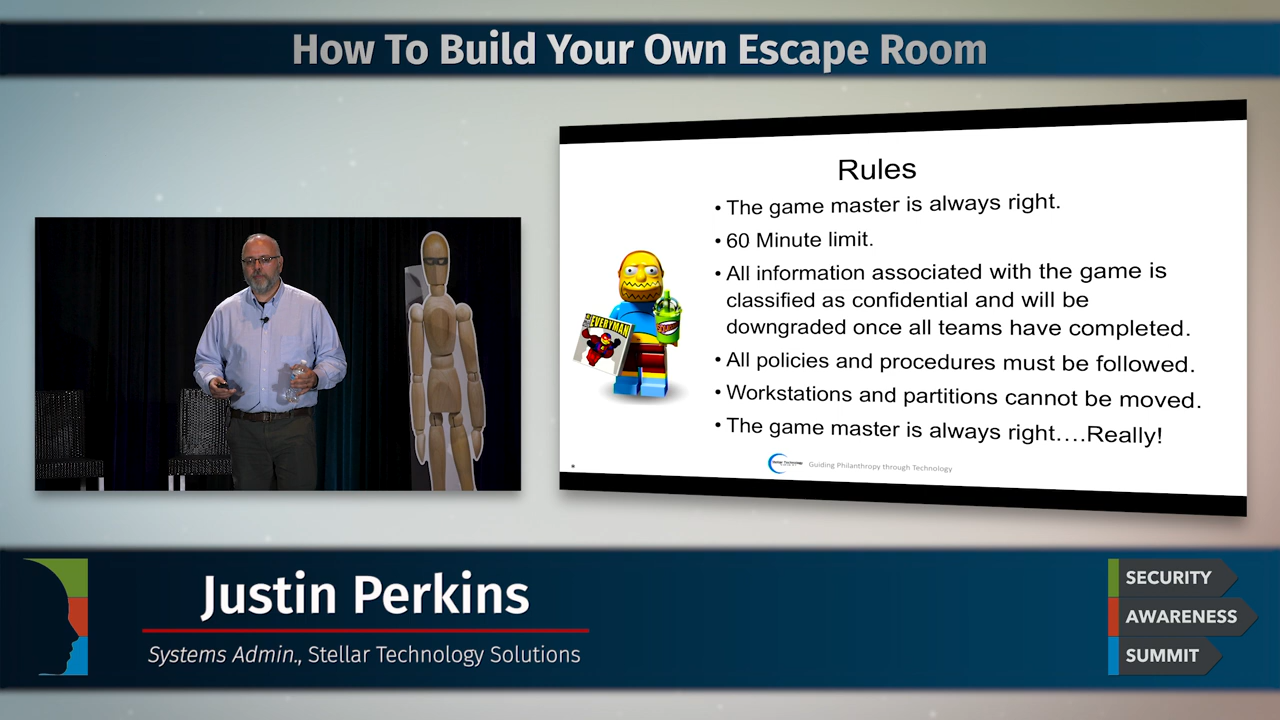 How To Build Your Own Escape Room
Rules
• The game master is always right.
• 60 Minute limit.
• All information associated with the game is
classified as confidential and will be
downgraded once all teams have completed.
• All policies and procedures must be followed.
• Workstations and partitions cannot be moved.
• The game master is always right….Really!
EVERYMAN
Stellar Technology
Guiding Philanthropy through Technology
Justin Perkins
Systems Admin., Stellar Technology Solutions
SECURITY
AWARENESS
SUMMIT